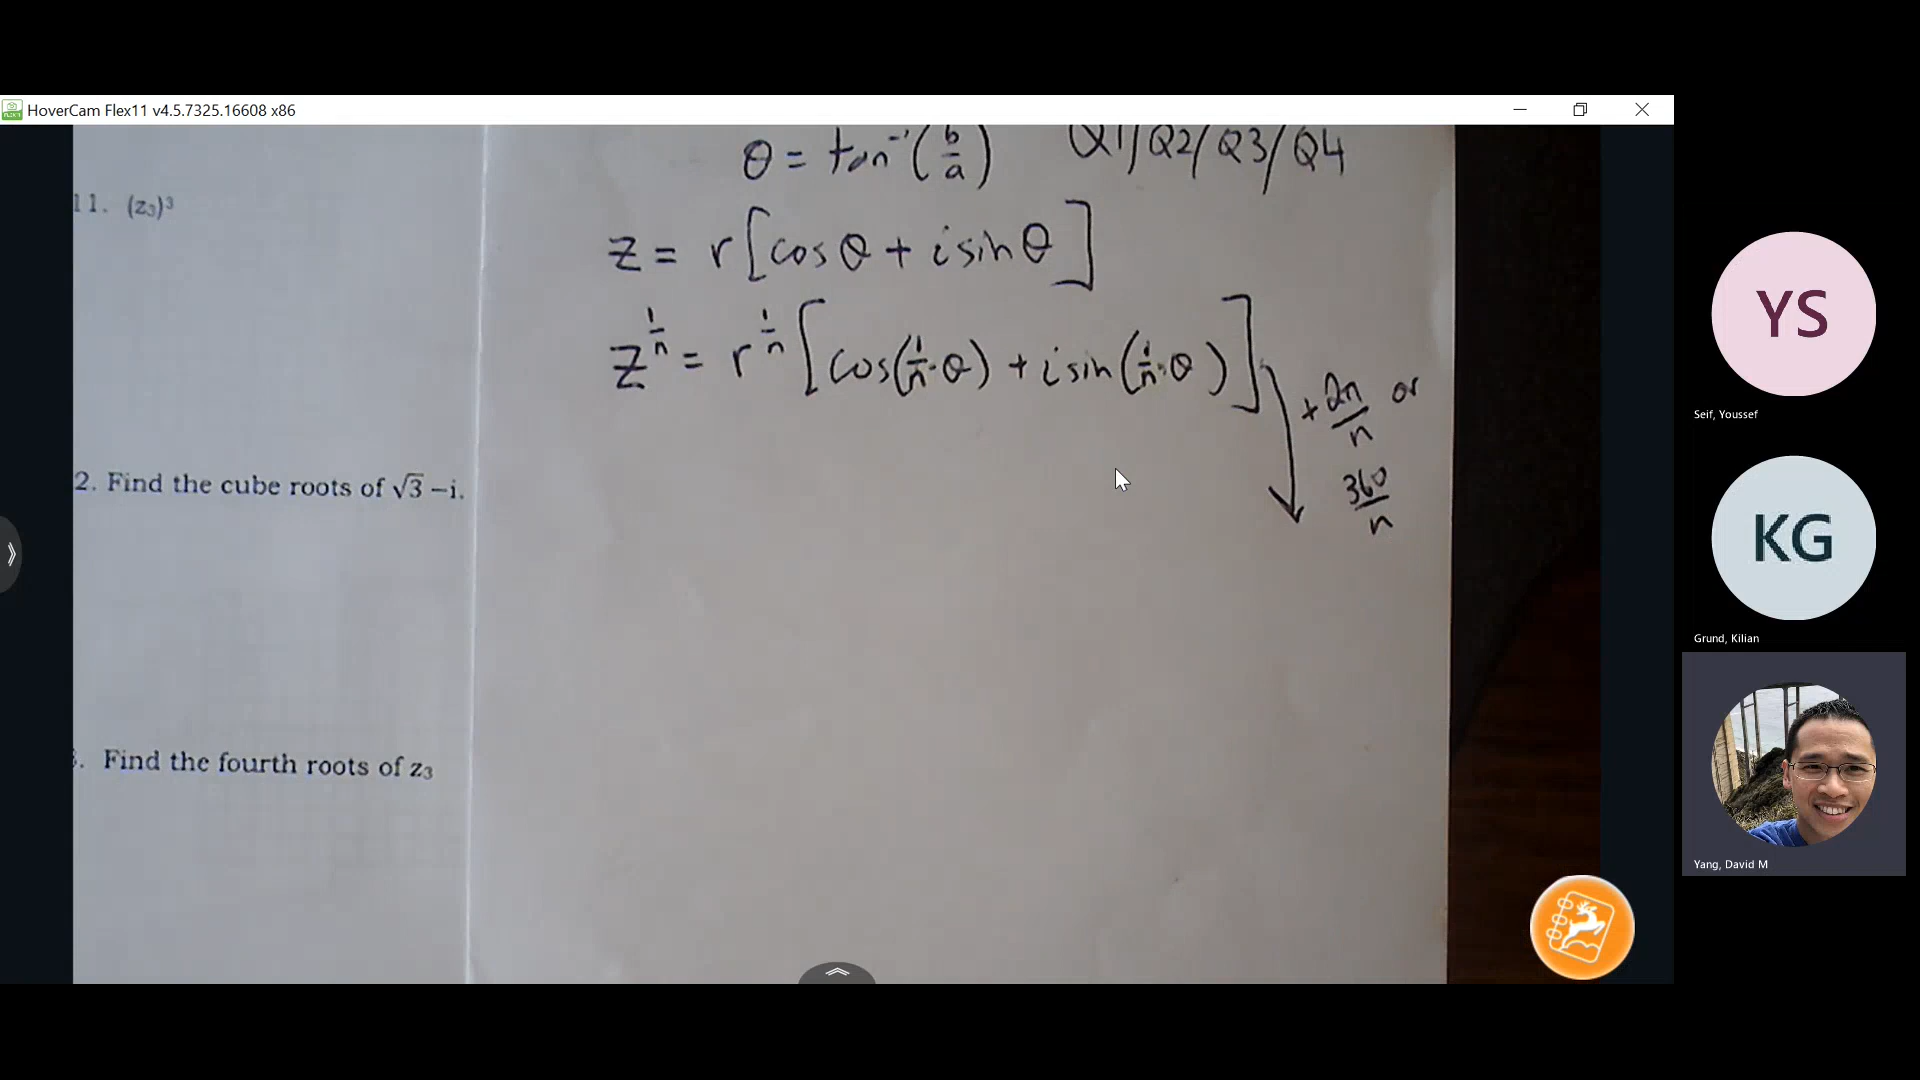 HoverCam Flex11 v4.5.7325.16608 x86
θ = tan⁻¹(b/a) Q1/Q2/Q3/Q4
11. (z₃)³
z = r[cosθ + i sinθ]
z^(1/n) = r^(1/n) [cos(1/n·θ) + i sin(1/n·θ)]
+ 2π/n or
360/n
2. Find the cube roots of √3 –i.
. Find the fourth roots of z₃
YS
Seif, Youssef
KG
Grund, Kilian
Yang, David M